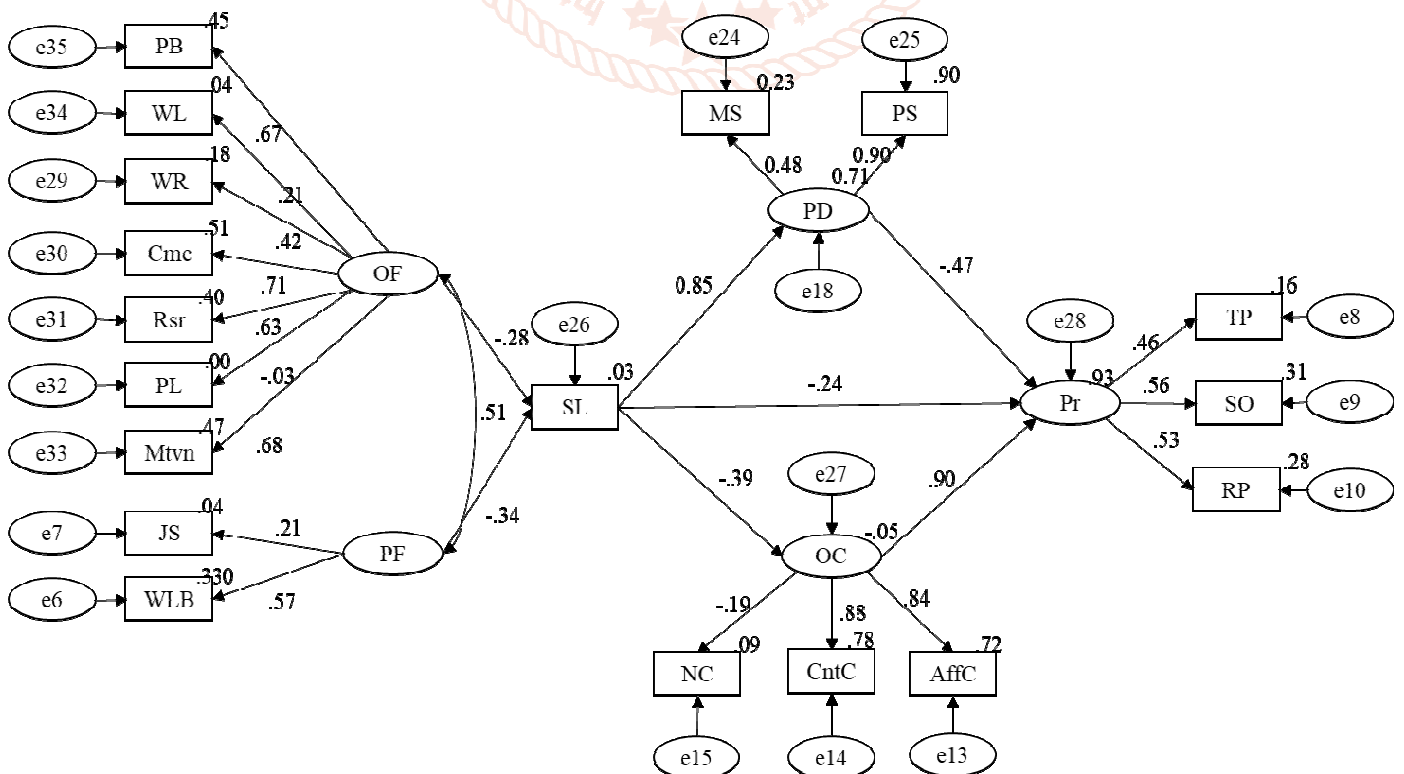 e35
PB
.45
e34
WL
.04
e29
WR
.18
e30
Cmc
.51
e31
Rsr
.40
e32
PL
.00
e33
Mtvn
.47
e7
JS
.04
e6
WLB
.330
.67
.21
.42
.71
.63
-.03
.68
OF
.21
.57
PF
.51
-.28
-.34
e26
SL
.03
e24
e25
MS
0.23
PS
.90
0.48
0.90
0.71
PD
e18
0.85
-.47
-.24
-.39
e27
OC
-.05
.90
-.19
.88
.84
NC
.09
CntC
.78
AffC
.72
e15
e14
e13
e28
Pr
.93
.46
.56
.53
TP
.16
e8
SO
.31
e9
RP
.28
e10